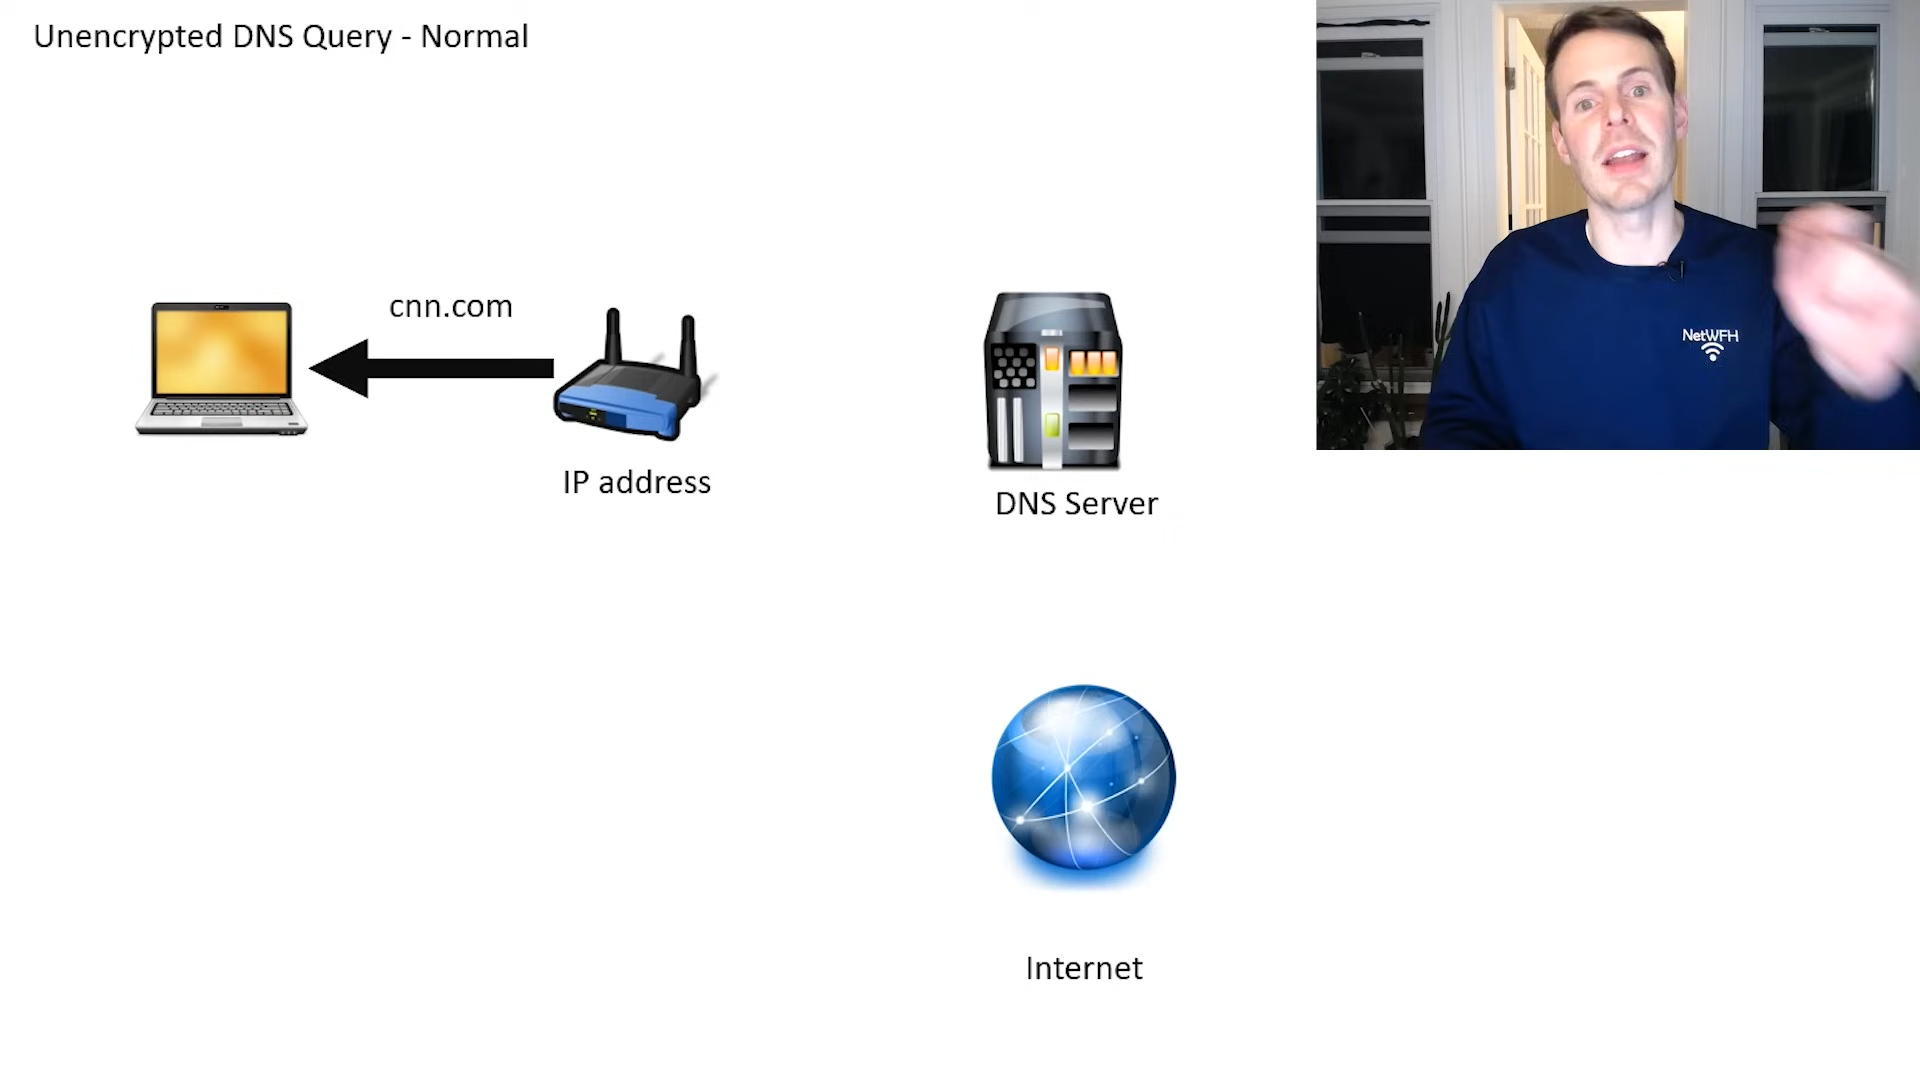 Unencrypted DNS Query - Normal
cnn.com
IP address
DNS Server
NetWFH
Internet